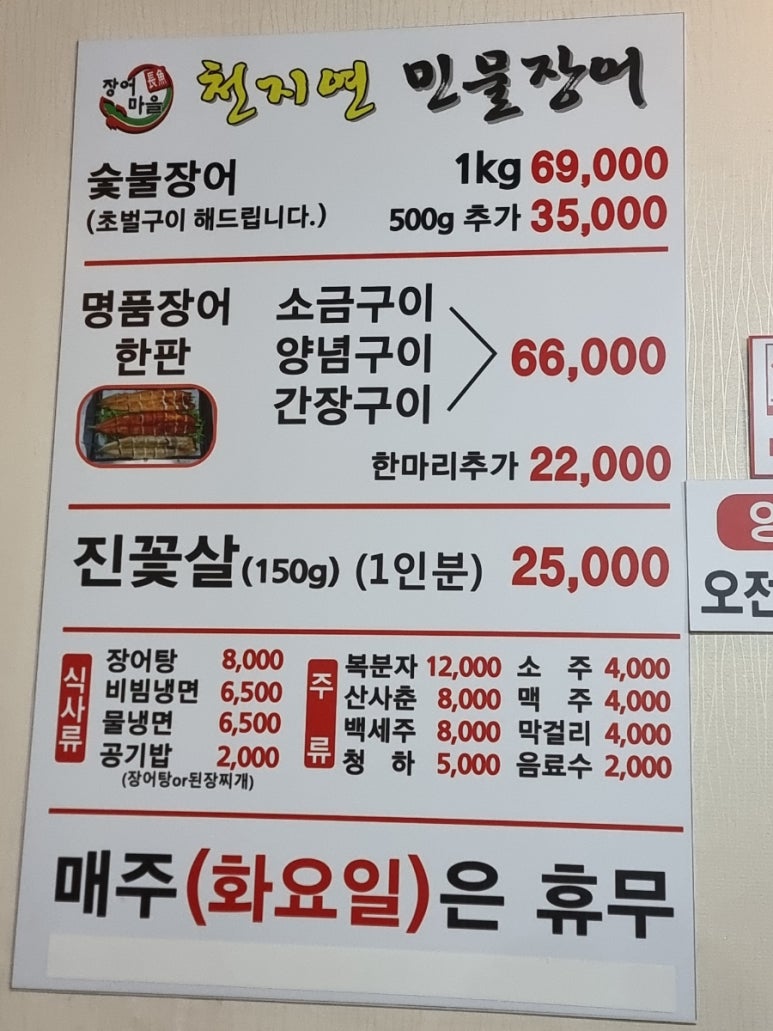 장어 長魚
마을
천지연 민물장어
숯불장어 1kg 69,000
(초벌구이 해드립니다.) 500g 추가 35,000
명품장어 한판
소금구이
양념구이
간장구이
66,000
한마리추가 22,000
진꽃살(150g) (1인분) 25,000
식사류
장어탕 8,000
비빔냉면 6,500
물냉면 6,500
공기밥 2,000
(장어탕or된장찌개)
주류
복분자 12,000 소 주 4,000
산사춘 8,000 맥 주 4,000
백세주 8,000 막걸리 4,000
청 하 5,000 음료수 2,000
매주(화요일)은 휴무
오전